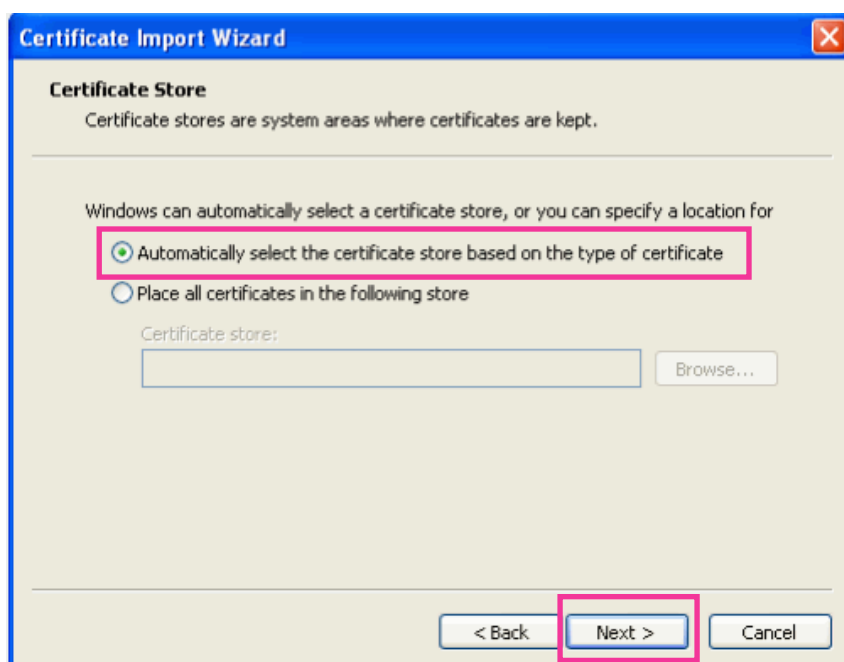 Certificate Import Wizard
Certificate Store
Certificate stores are system areas where certificates are kept.
Windows can automatically select a certificate store, or you can specify a location for
Automatically select the certificate store based on the type of certificate
Place all certificates in the following store
Certificate store:
Browse...
< Back Next > Cancel